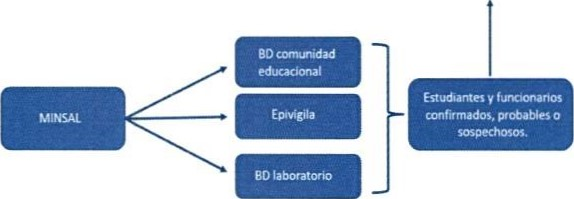 BD comunidad
educacional
MINSAL
Epivigila
BD laboratorio
Estudiantes y funcionarios
confirmados, probables o
sospechosos.